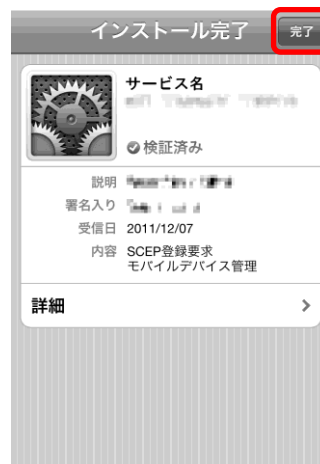 インストール完了
完了
サービス名
検証済み
説明
署名入り
受信日 2011/12/07
内容 SCEP登録要求
モバイルデバイス管理
詳細